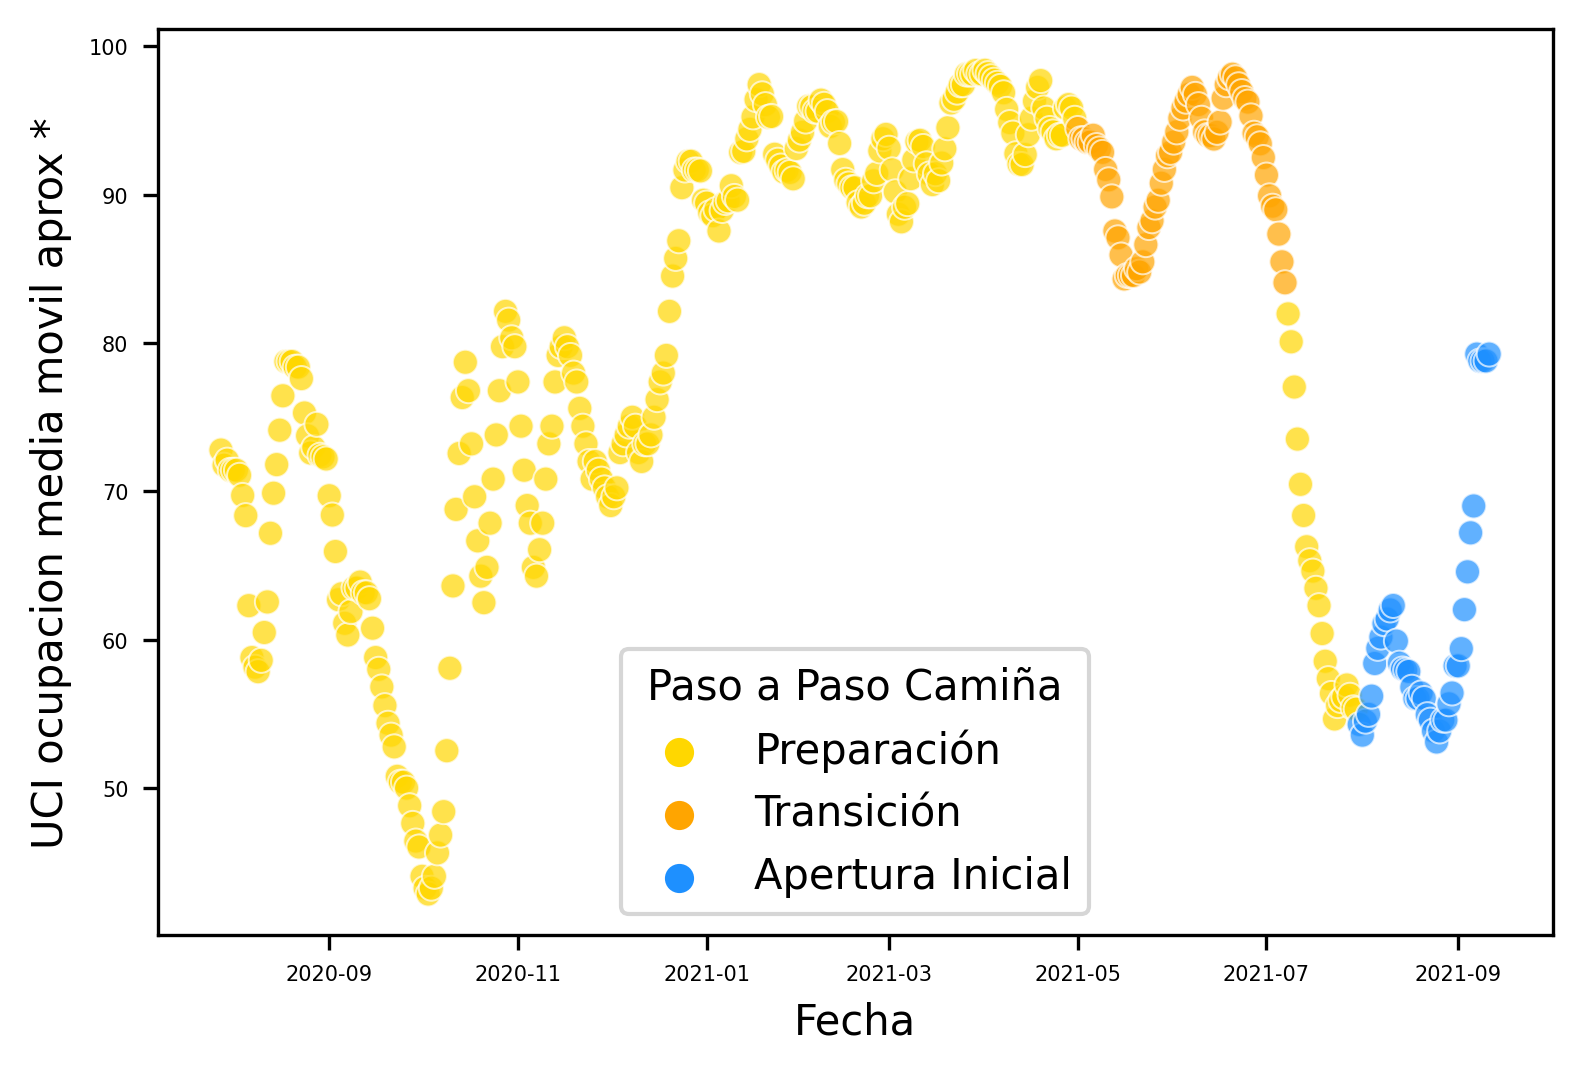 UCI ocupacion media movil aprox *
100
90
80
70
60
50
Paso a Paso Camiña
Preparación
Transición
Apertura Inicial
2020-09
2020-11
2021-01
2021-03
2021-05
2021-07
2021-09
Fecha